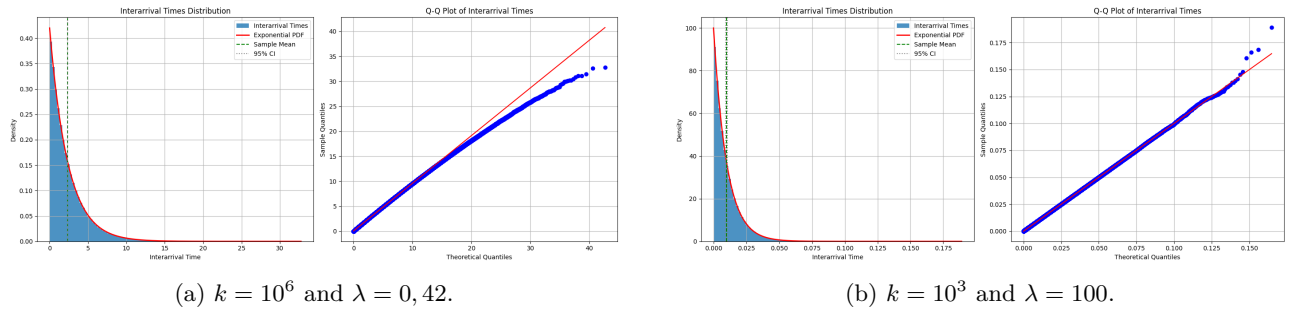 Interarrival Times Distribution
Interarrival Times
Exponential PDF
Sample Mean
95% CI
0.40
0.35
0.30
0.25
0.20
0.15
0.10
0.05
0.00
Density
0 5 10 15 20 25 30
Interarrival Time
Q-Q Plot of Interarrival Times
40
35
30
25
20
15
10
5
0
Sample Quantiles
0 10 20 30 40
Theoretical Quantiles
(a) k = 10⁶ and λ = 0, 42.
Interarrival Times Distribution
Interarrival Times
Exponential PDF
Sample Mean
95% CI
100
80
60
40
20
0
Density
0.000 0.025 0.050 0.075 0.100 0.125 0.150 0.175
Interarrival Time
Q-Q Plot of Interarrival Times
0.175
0.150
0.125
0.100
0.075
0.050
0.025
0.000
Sample Quantiles
0.000 0.025 0.050 0.075 0.100 0.125 0.150
Theoretical Quantiles
(b) k = 10³ and λ = 100.